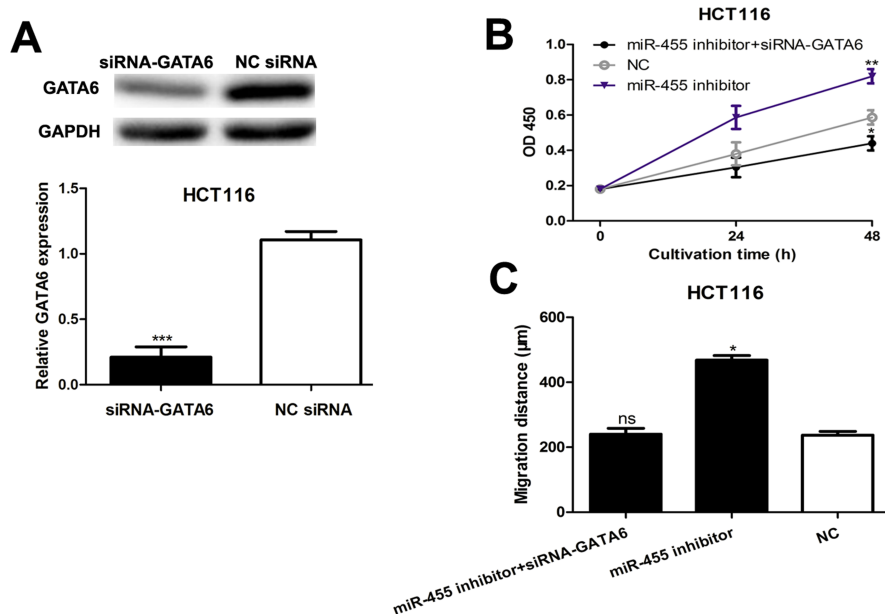 A
siRNA-GATA6 NC siRNA
GATA6
GAPDH
HCT116
Relative GATA6 expression
1.5
1.0
0.5
0.0
***
siRNA-GATA6 NC siRNA
B
HCT116
miR-455 inhibitor+siRNA-GATA6
NC
miR-455 inhibitor
OD 450
1.0
0.8
0.6
0.4
0.2
0.0
**
*
0 24 48
Cultivation time (h)
C
HCT116
Migration distance (μm)
600
400
200
0
ns
*
miR-455 inhibitor+siRNA-GATA6
miR-455 inhibitor
NC